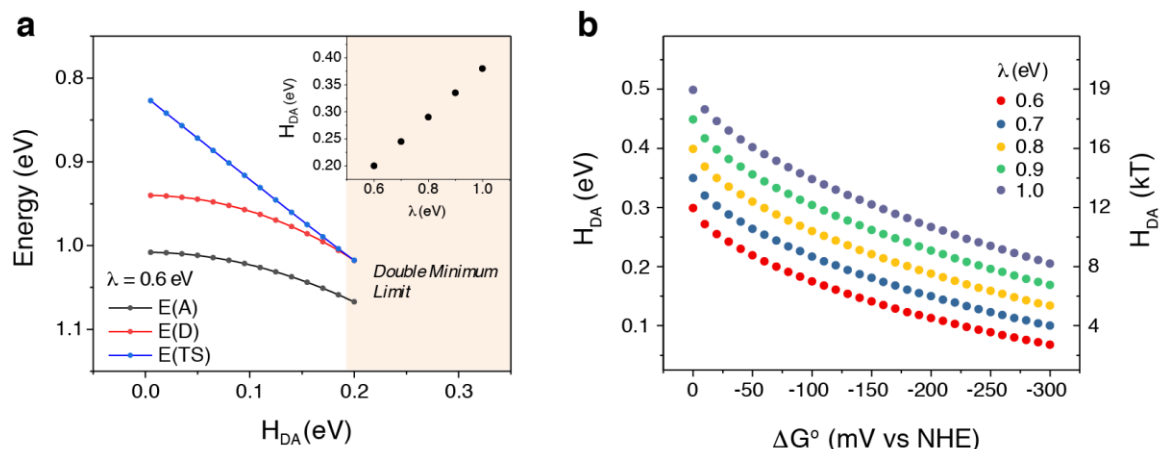 a
Energy (eV)
0.8
0.9
1.0
1.1
0.0
0.1
0.2
0.3
H_DA (eV)
λ = 0.6 eV
E(A)
E(D)
E(TS)
Double Minimum
Limit
H_DA (eV)
0.40
0.35
0.30
0.25
0.20
0.6
0.8
1.0
λ (eV)
b
H_DA (eV)
0.5
0.4
0.3
0.2
0.1
λ (eV)
0.6
0.7
0.8
0.9
1.0
19
16
12
8
4
H_DA (kT)
0
-50
-100
-150
-200
-250
-300
ΔG° (mV vs NHE)